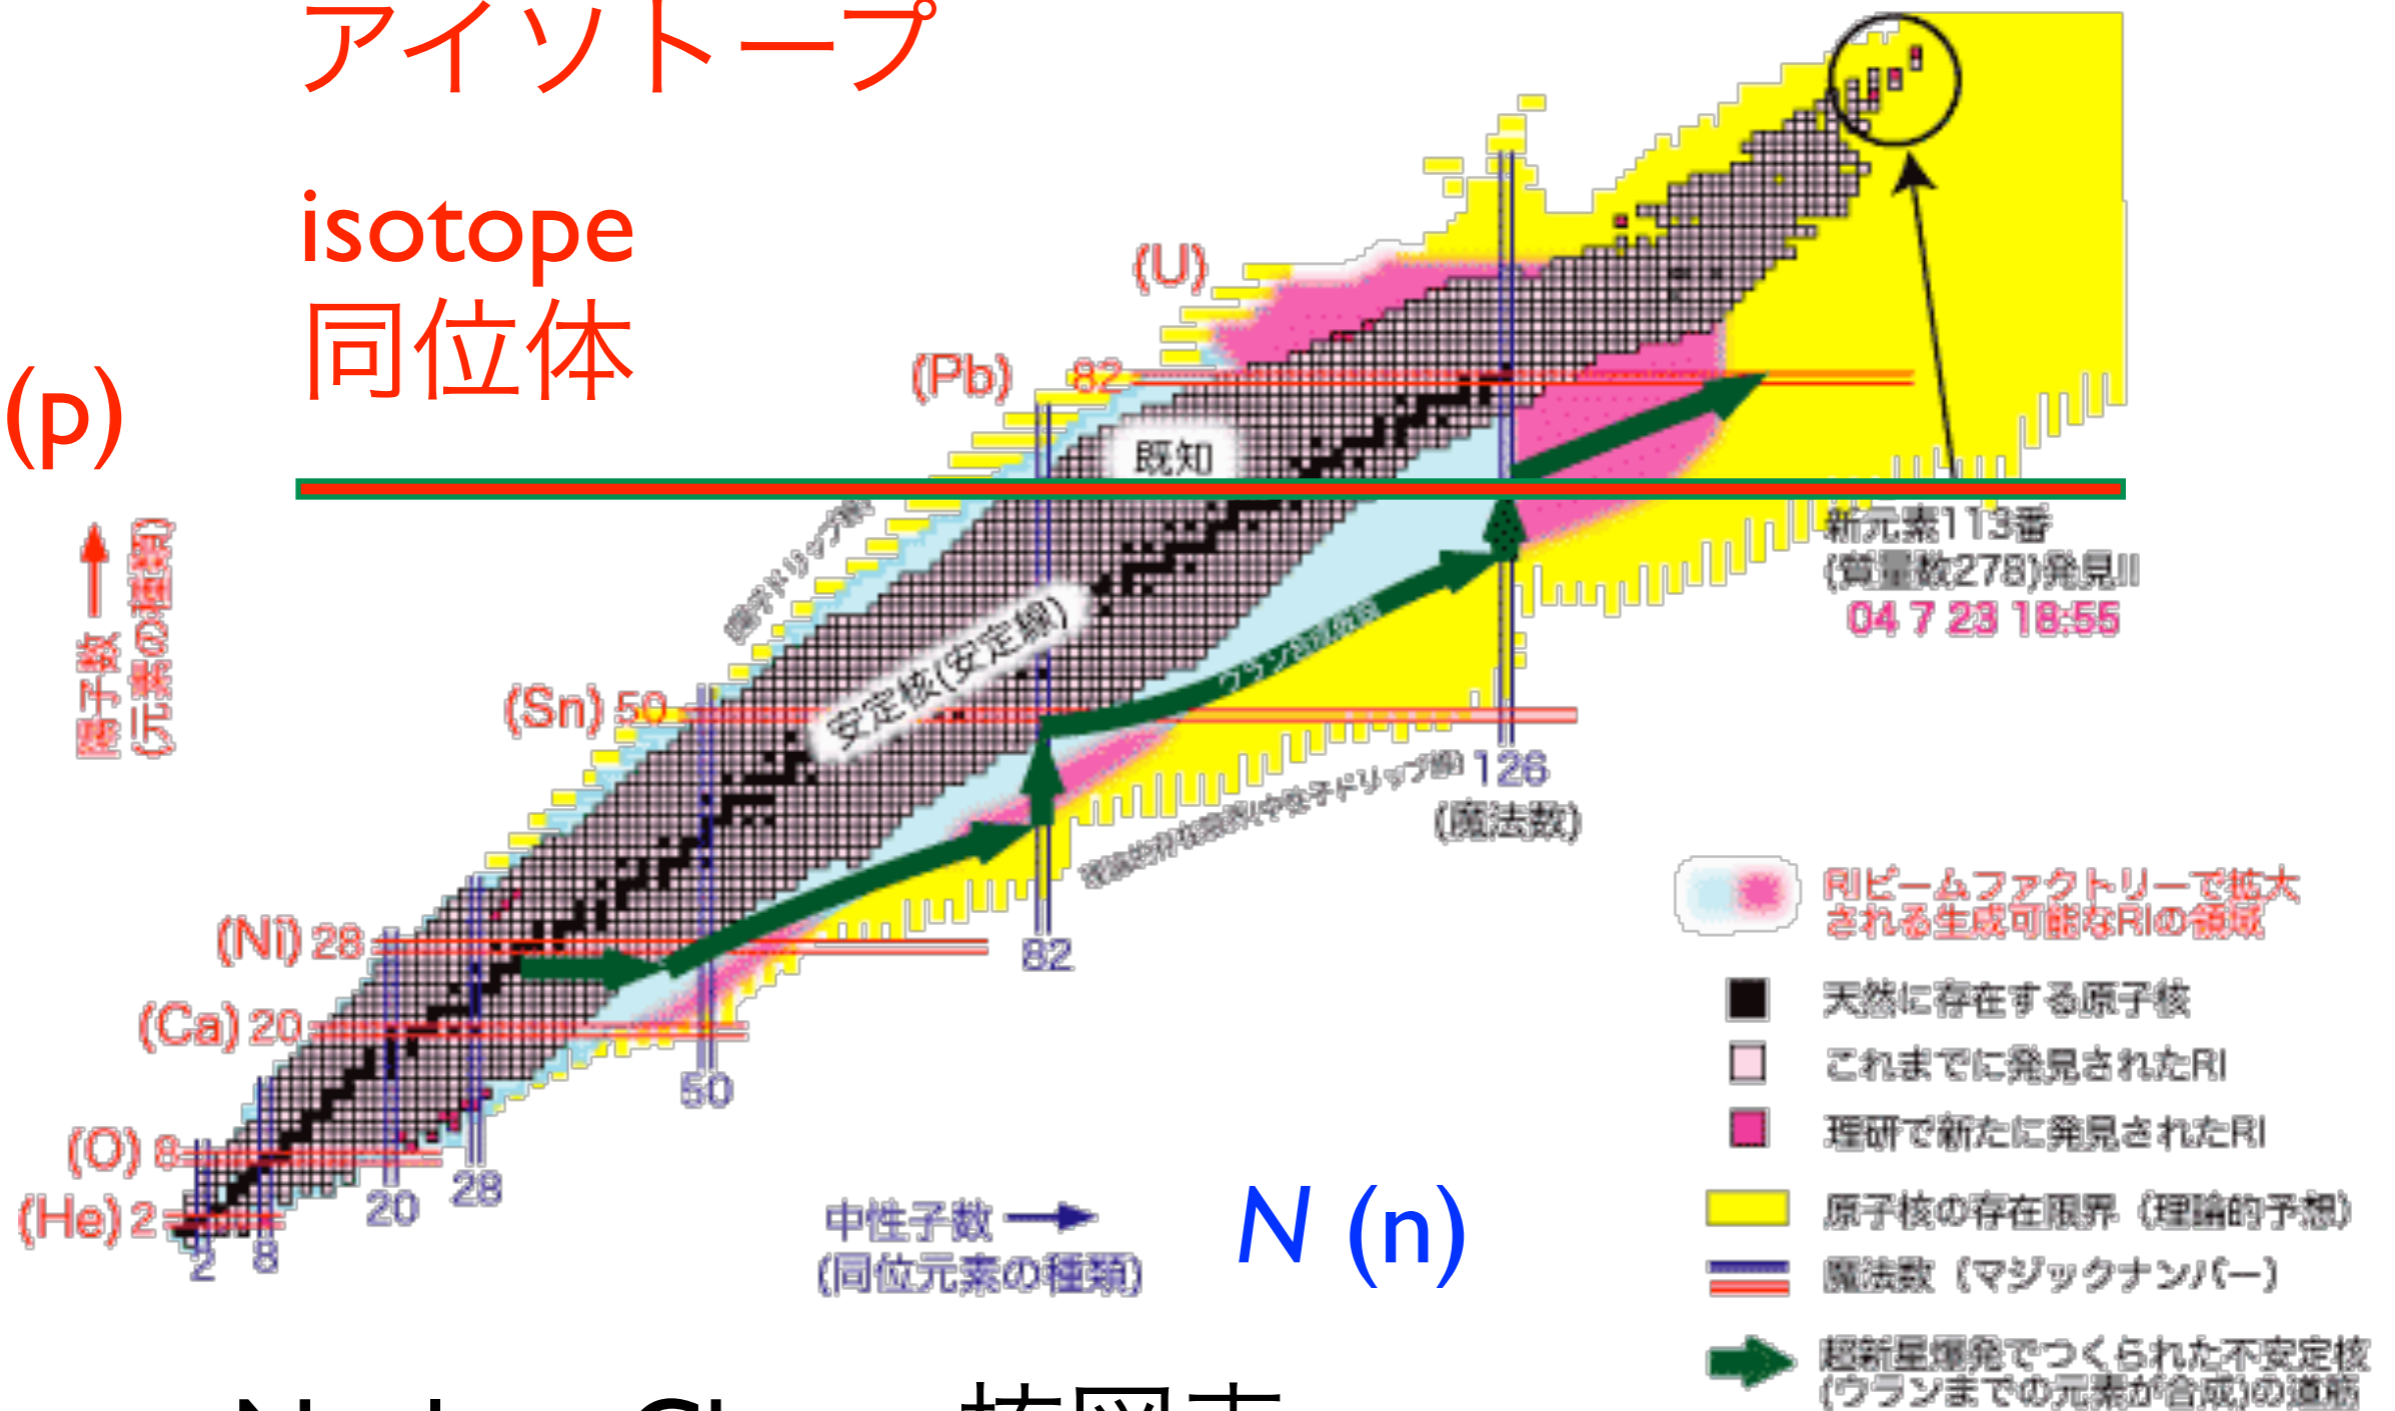 アイソトープ
isotope
同位体
(p)
陽子数
(元素の種類)
(U)
(Pb) 82
既知
安定核(安定線)
ウラン合成仮説
(Sn) 50
126
(魔法数)
新元素113番
(質量数278)発見!!
04 7 23 18:55
82
(Ni) 28
(Ca) 20
50
(O) 8
(He) 2
2
8
20
28
中性子数
(同位元素の種類)
N (n)
RIビームファクトリーで拡大
される生成可能なRIの領域
天然に存在する原子核
これまでに発見されたRI
理研で新たに発見されたRI
原子核の存在限界（理論的予想）
魔法数（マジックナンバー）
超新星爆発でつくられた不安定核
(ウランまでの元素が合成)の道筋
核図表